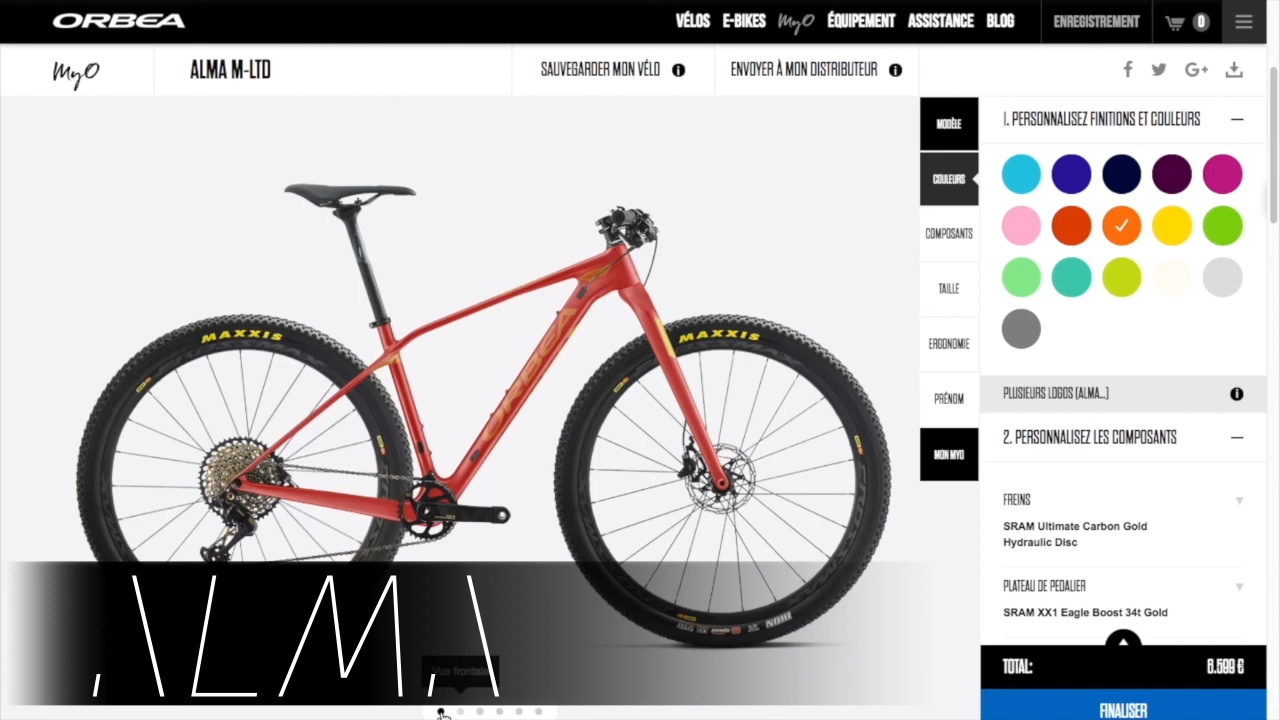 ORBEA
VÉLOS E-BIKES MyO ÉQUIPEMENT ASSISTANCE BLOG ENREGISTREMENT 0
MyO ALMA M-LTD SAUVEGARDER MON VÉLO i ENVOYER À MON DISTRIBUTEUR i
MODÈLE
COULEURS
COMPOSANTS
TAILLE
ERGONOMIE
PRÉNOM
MON MYO
1. PERSONNALISEZ FINITIONS ET COULEURS
PLUSIEURS LOGOS (ALMA...) i
2. PERSONNALISEZ LES COMPOSANTS
FREINS
SRAM Ultimate Carbon Gold
Hydraulic Disc
PLATEAU DE PEDALIER
SRAM XX1 Eagle Boost 34t Gold
TOTAL: 6.599 €
FINALISER
MAXXIS
MAXXIS
ORBEA
ALMA
Vue frontale